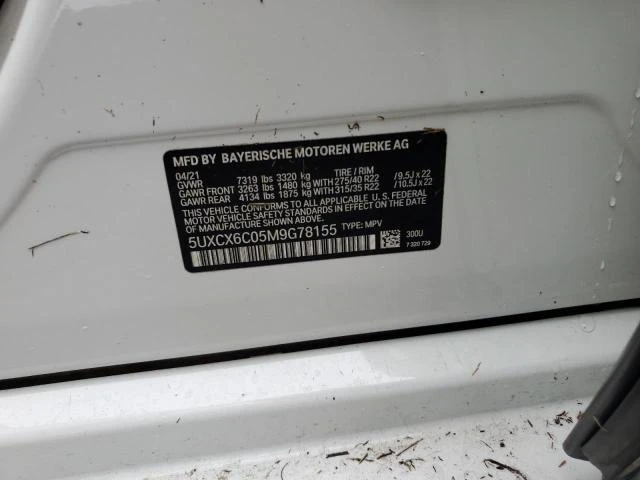 MFD BY BAYERISCHE MOTOREN WERKE AG
04/21
GVWR 7319 lbs 3320 kg TIRE / RIM
GAWR FRONT 3263 lbs 1480 kg WITH 275/40 R22 /9.5J x 22
GAWR REAR 4134 lbs 1875 kg WITH 315/35 R22 /10.5J x 22
THIS VEHICLE CONFORMS TO ALL APPLICABLE U.S. FEDERAL
MOTOR VEHICLE SAFETY STANDARDS IN EFFECT ON THE DATE
OF MANUFACTURE SHOWN ABOVE.
5UXCX6C05M9G78155 TYPE: MPV
300U
7 320 729